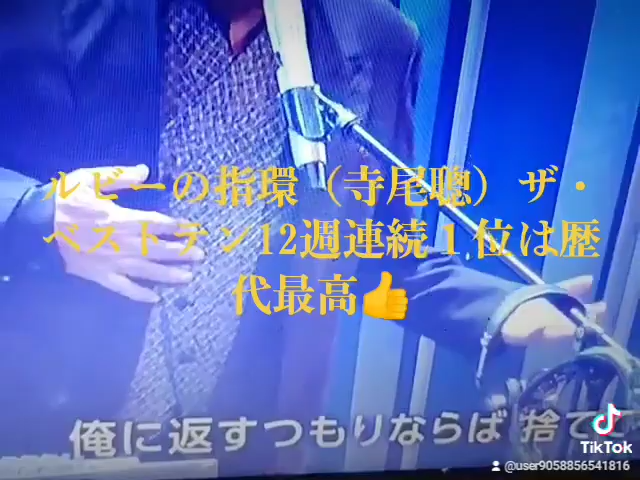 ルビーの指環（寺尾聰）ザ・
ベストテン12週連続１位は歴
代最高👍
俺に返すつもりならば 捨て
TikTok
@user9058856541816